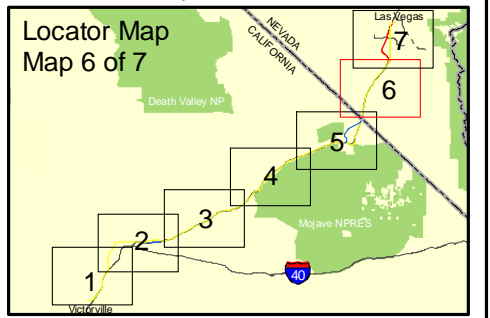 Locator Map
Map 6 of 7
NEVADA
CALIFORNIA
Las Vegas
7
6
Death Valley NP
5
4
3
Mojave NPRES
2
1
40
Victorville